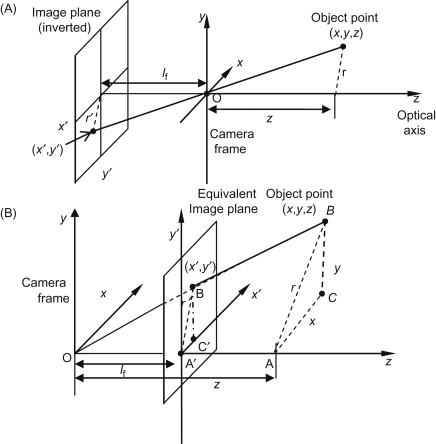 (A)
Image plane
(inverted)
y
Object point
(x,y,z)
l_f
x
r
r'
O
z
z
Optical
axis
x'
(x',y')
y'
Camera
frame
(B)
Equivalent
Image plane
Object point
(x,y,z)
B
y
y'
(x',y')
Camera
frame
x
B
x'
r
y
C
x
O
C'
A'
A
z
l_f
z